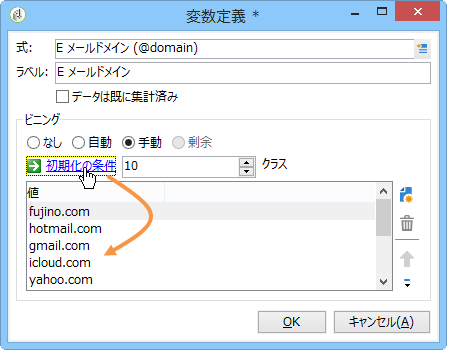 変数定義 *
式: E メールドメイン (@domain)
ラベル: E メールドメイン
データは既に集計済み
ビニング
なし 自動 手動 剰余
初期化の条件 10 クラス
値
fujino.com
hotmail.com
gmail.com
icloud.com
yahoo.com
OK キャンセル(A)